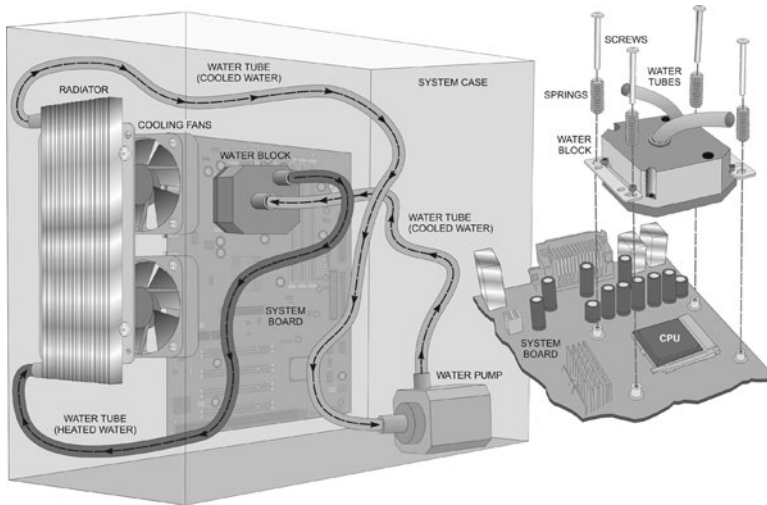 WATER TUBE
(COOLED WATER)
SYSTEM CASE
RADIATOR
COOLING FANS
WATER BLOCK
WATER TUBE
(COOLED WATER)
SYSTEM
BOARD
WATER PUMP
WATER TUBE
(HEATED WATER)
SCREWS
WATER
TUBES
SPRINGS
WATER
BLOCK
SYSTEM
BOARD
CPU